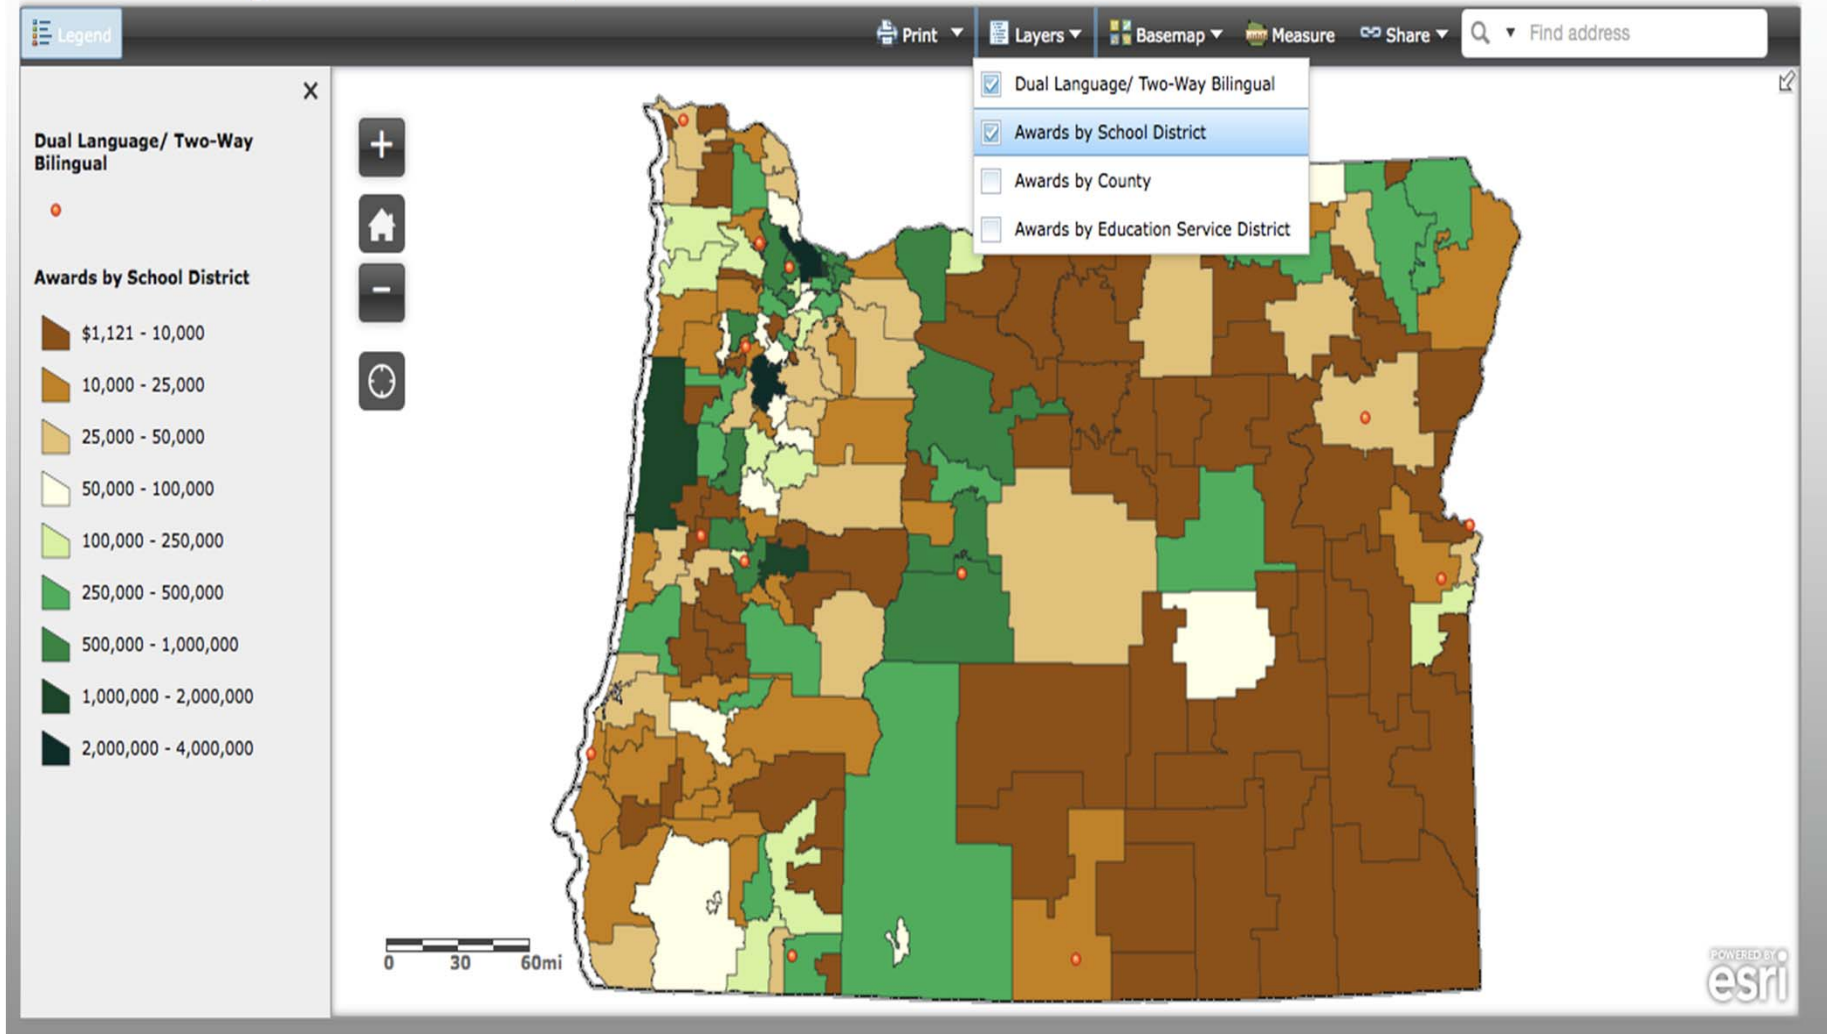 Legend
Print
Layers
Basemap
Measure
Share
Find address
Dual Language/ Two-Way Bilingual
Awards by School District
Awards by County
Awards by Education Service District
Dual Language/ Two-Way
Bilingual
Awards by School District
$1,121 - 10,000
10,000 - 25,000
25,000 - 50,000
50,000 - 100,000
100,000 - 250,000
250,000 - 500,000
500,000 - 1,000,000
1,000,000 - 2,000,000
2,000,000 - 4,000,000
0 30 60mi
POWERED BY
esri